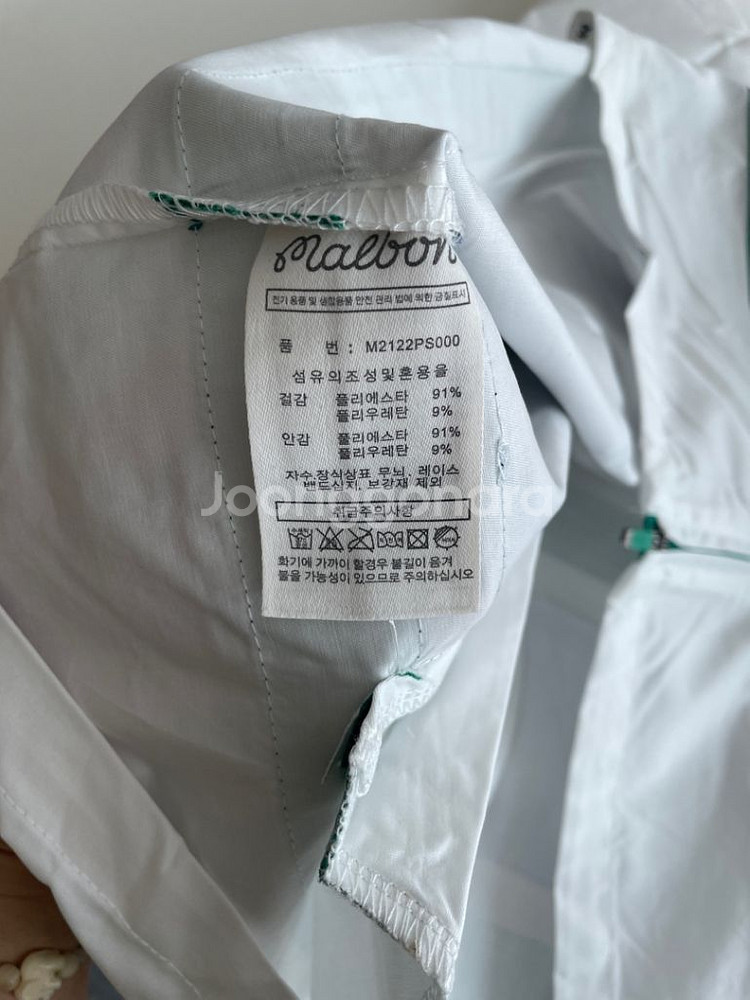 Malbon
전기 용품 및 생활용품 안전 관리 법에 의한 품질표시
품 번 : M2122PS000
섬유의조성및혼용율
겉감 폴리에스타 91%
폴리우레탄 9%
안감 폴리에스타 91%
폴리우레탄 9%
자수,장식상표 무늬, 레이스
밴드심지, 보강재 제외
Joonggonara
취급주의사항
화기에 가까이 할경우 불길이 옮겨
붙을 가능성이 있으므로 주의하십시오